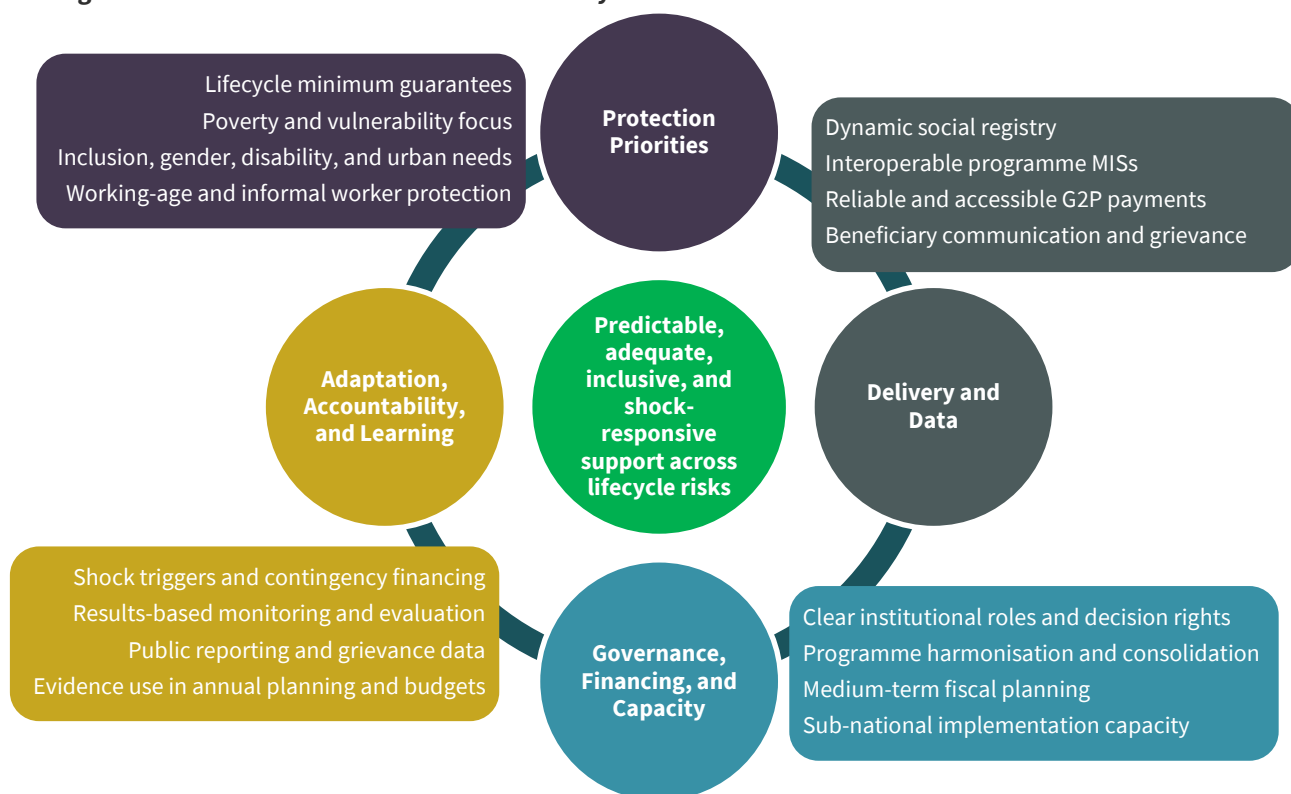 Lifecycle minimum guarantees
Poverty and vulnerability focus
Inclusion, gender, disability, and urban needs
Working-age and informal worker protection
Protection
Priorities
Dynamic social registry
Interoperable programme MISs
Reliable and accessible G2P payments
Beneficiary communication and grievance
Adaptation,
Accountability,
and Learning
Predictable,
adequate,
inclusive, and
shock-
responsive
support across
lifecycle risks
Delivery and
Data
Shock triggers and contingency financing
Results-based monitoring and evaluation
Public reporting and grievance data
Evidence use in annual planning and budgets
Governance,
Financing, and
Capacity
Clear institutional roles and decision rights
Programme harmonisation and consolidation
Medium-term fiscal planning
Sub-national implementation capacity